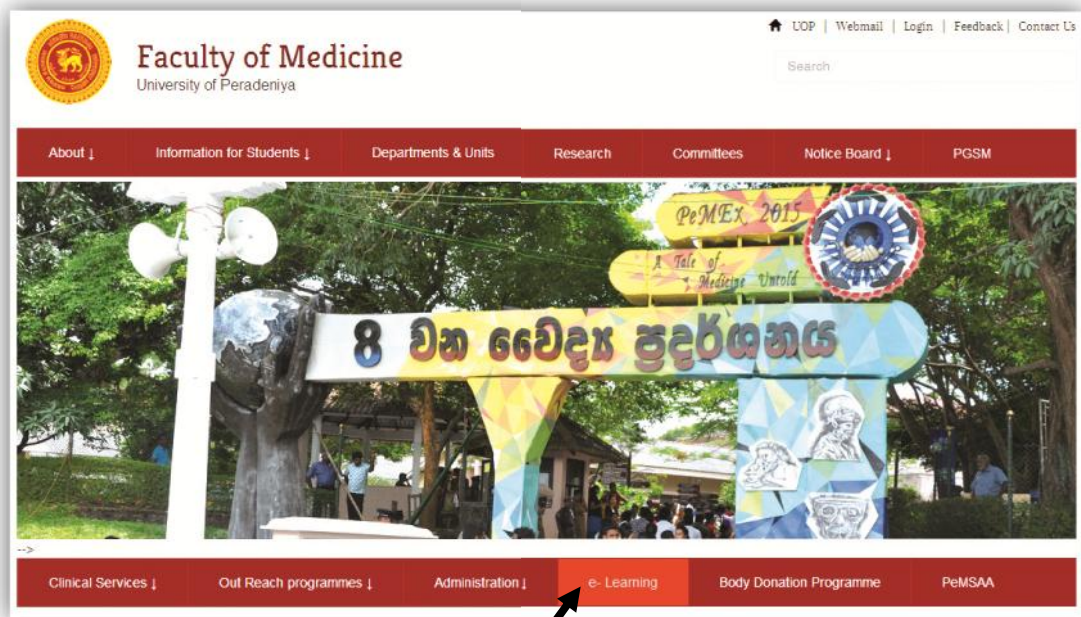 UOP | Webmail | Login | Feedback | Contact Us
Faculty of Medicine
University of Peradeniya
Search
About ↓ Information for Students ↓ Departments & Units Research Committees Notice Board ↓ PGSM
PeMEx 2015
A Tale of
Medicine Untold
8 වන වෛද්‍ය ප්‍රදර්ශනය
-->
Clinical Services ↓ Out Reach programmes ↓ Administration ↓ e- Learning Body Donation Programme PeMSAA